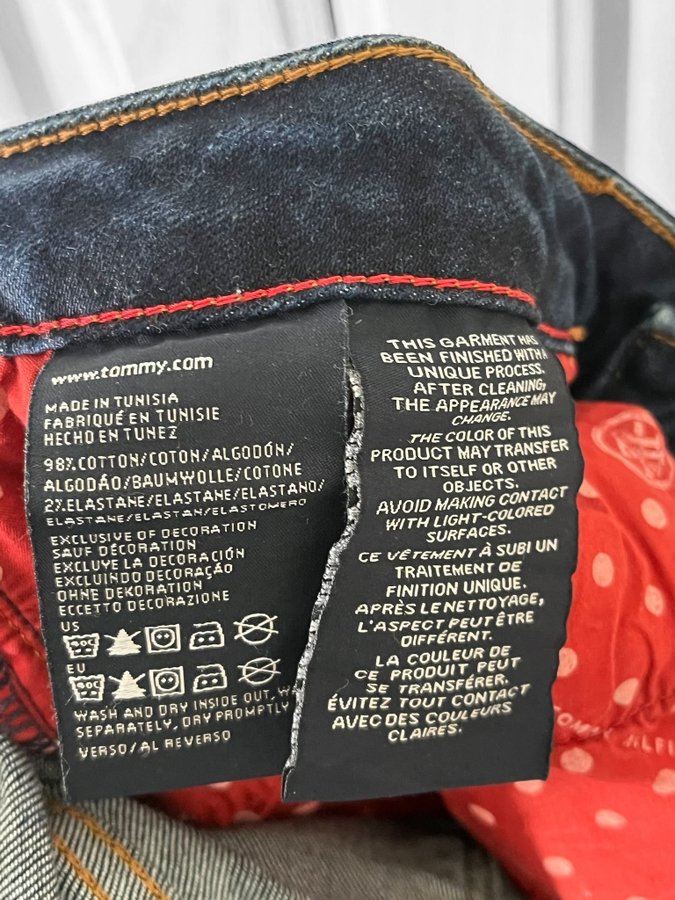 www.tommy.com
MADE IN TUNISIA
FABRIQUÉ EN TUNISIE
HECHO EN TUNEZ
98% COTTON/COTON/ALGODÓN/
ALGODÃO/BAUMWOLLE/COTONE
2% ELASTANE/ELASTANE/ELASTANO/
ELASTANE/ELASTAN/ELASTOMERO
EXCLUSIVE OF DECORATION
SAUF DÉCORATION
EXCLUYE LA DECORACIÓN
EXCLUINDO DECORAÇÃO
OHNE DEKORATION
ECCETTO DECORAZIONE
US
EU
WASH AND DRY INSIDE OUT, WASH
SEPARATELY, DRY PROMPTLY
VERSO/AL REVERSO
THIS GARMENT HAS
BEEN FINISHED WITH A
UNIQUE PROCESS.
AFTER CLEANING,
THE APPEARANCE MAY
CHANGE.
THE COLOR OF THIS
PRODUCT MAY TRANSFER
TO ITSELF OR OTHER
OBJECTS.
AVOID MAKING CONTACT
WITH LIGHT-COLORED
SURFACES.
CE VÊTEMENT À SUBI UN
TRAITEMENT DE
FINITION UNIQUE.
APRÈS LE NETTOYAGE,
L'ASPECT PEUT ÊTRE
DIFFÉRENT.
LA COULEUR DE
CE PRODUIT PEUT
SE TRANSFÉRER.
ÉVITEZ TOUT CONTACT
AVEC DES COULEURS
CLAIRES.
TOMMY HILFI